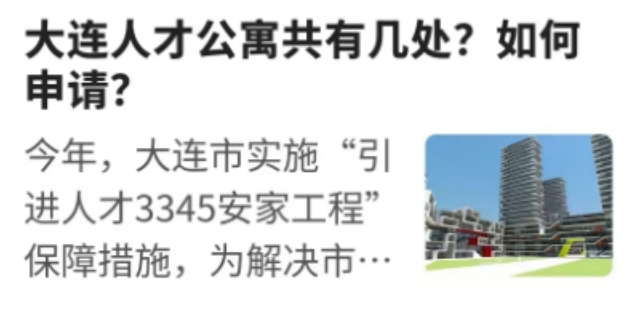 大连人才公寓共有几处？如何
申请？
今年，大连市实施“引
进人才3345安家工程”
保障措施，为解决市…